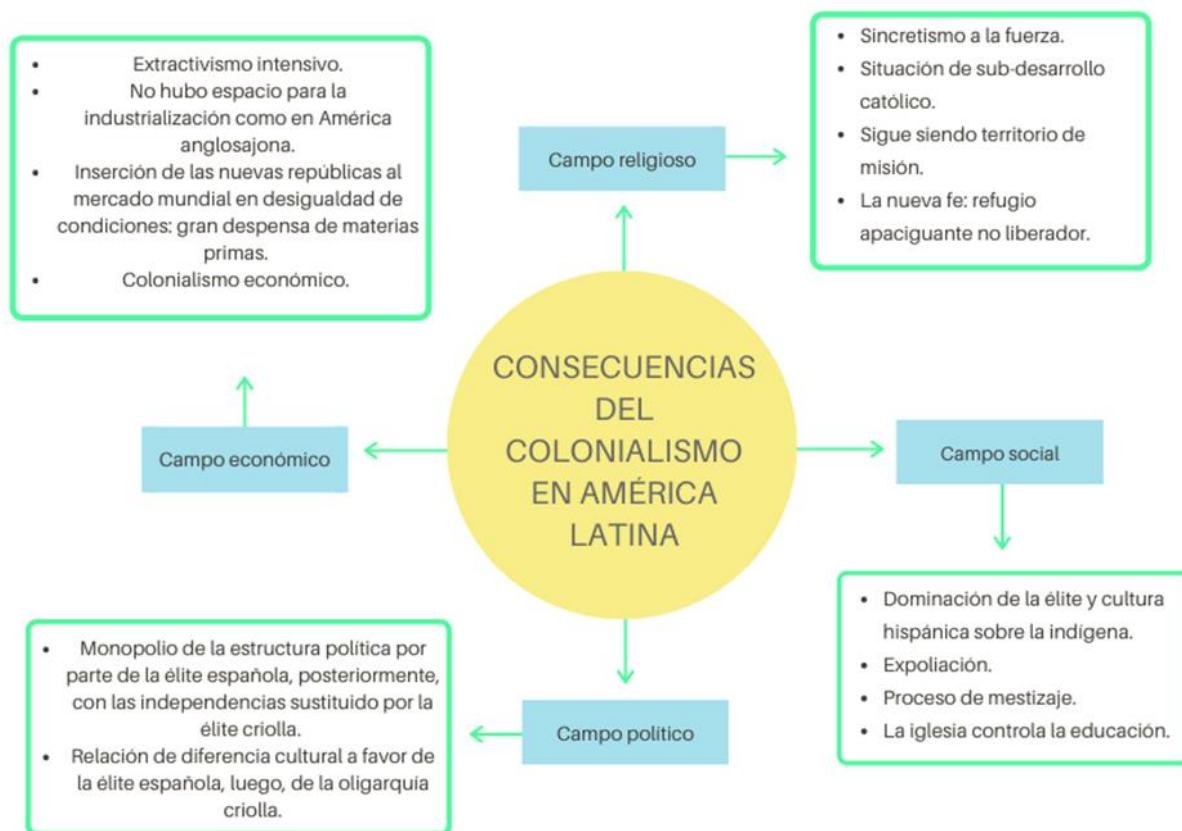 CONSECUENCIAS
DEL
COLONIALISMO
EN AMÉRICA
LATINA
Campo religioso
• Sincretismo a la fuerza.
• Situación de sub-desarrollo
católico.
• Sigue siendo territorio de
misión.
• La nueva fe: refugio
apaciguante no liberador.
Campo social
• Dominación de la élite y cultura
hispánica sobre la indígena.
• Expoliación.
• Proceso de mestizaje.
• La iglesia controla la educación.
Campo político
• Monopolio de la estructura política por
parte de la élite española, posteriormente,
con las independencias sustituido por la
élite criolla.
• Relación de diferencia cultural a favor de
la élite española, luego, de la oligarquía
criolla.
Campo económico
• Extractivismo intensivo.
• No hubo espacio para la
industrialización como en América
anglosajona.
• Inserción de las nuevas repúblicas al
mercado mundial en desigualdad de
condiciones: gran despensa de materias
primas.
• Colonialismo económico.